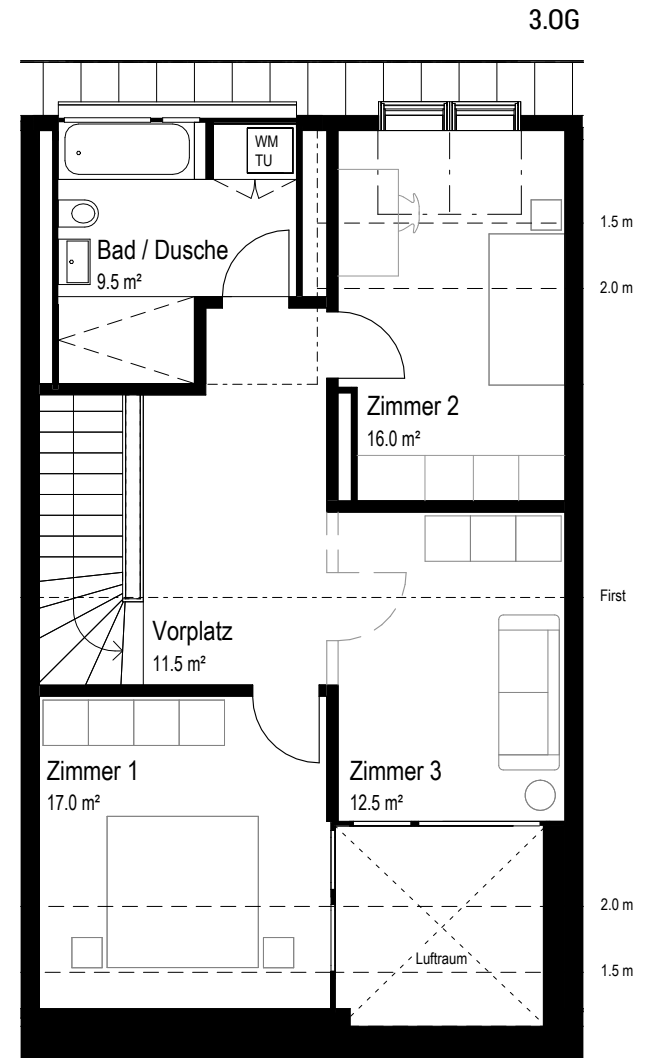 3.OG
WM
TU
Bad / Dusche
9.5 m²
1.5 m
2.0 m
Zimmer 2
16.0 m²
First
Vorplatz
11.5 m²
Zimmer 1
17.0 m²
Zimmer 3
12.5 m²
2.0 m
Luftraum
1.5 m